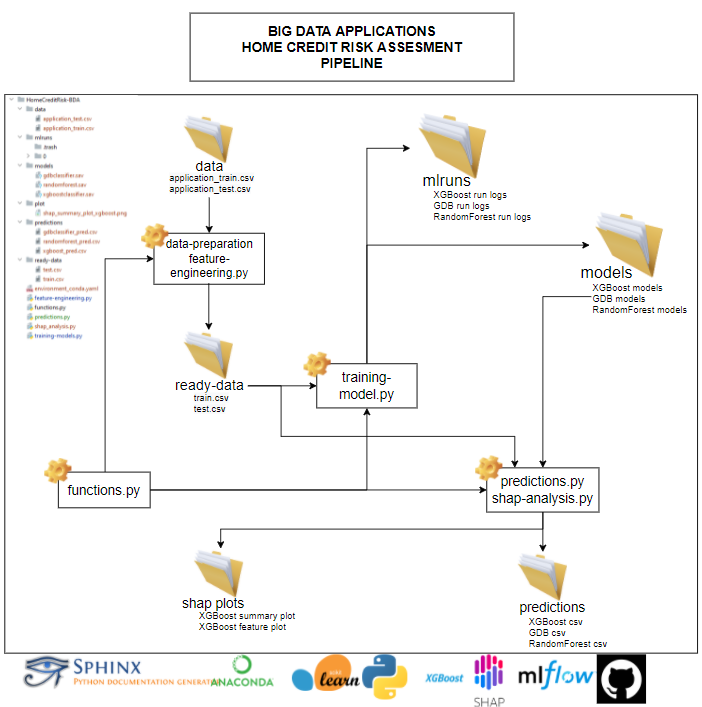 BIG DATA APPLICATIONS
HOME CREDIT RISK ASSESMENT
PIPELINE
HomeCreditRisk-BDA
data
application_test.csv
application_train.csv
mlruns
.trash
0
models
gdbclassifier.sav
randomforest.sav
xgboostclassifier.sav
plot
shap_summary_plot_xgboost.png
predictions
gdbclassifier_pred.csv
randomforest_pred.csv
xgboost_pred.csv
ready-data
test.csv
train.csv
environment_conda.yaml
feature-engineering.py
functions.py
predictions.py
shap_analysis.py
training-models.py
data
application_train.csv
application_test.csv
mlruns
XGBoost run logs
GDB run logs
RandomForest run logs
data-preparation
feature-
engineering.py
models
XGBoost models
GDB models
RandomForest models
ready-data
train.csv
test.csv
training-
model.py
functions.py
predictions.py
shap-analysis.py
shap plots
XGBoost summary plot
XGBoost feature plot
predictions
XGBoost csv
GDB csv
RandomForest csv
SPHINX
PYTHON DOCUMENTATION GENERATOR
ANACONDA
learn
XGBoost
SHAP
mlflow